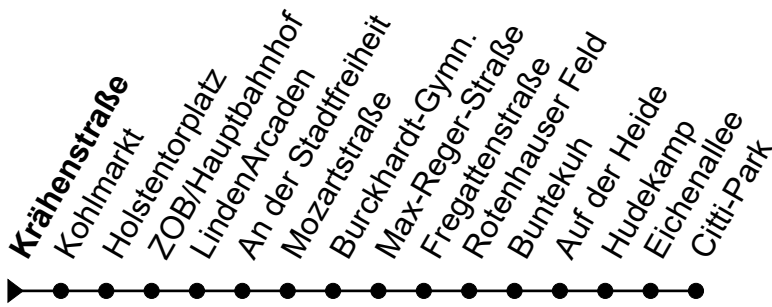 Krähenstraße
Kohlmarkt
Holstentorplatz
ZOB/Hauptbahnhof
LindenArcaden
An der Stadtfreiheit
Mozartstraße
Burckhardt-Gymn.
Max-Reger-Straße
Fregattenstraße
Rotenhauser Feld
Buntekuh
Auf der Heide
Hudekamp
Eichenallee
Citti-Park